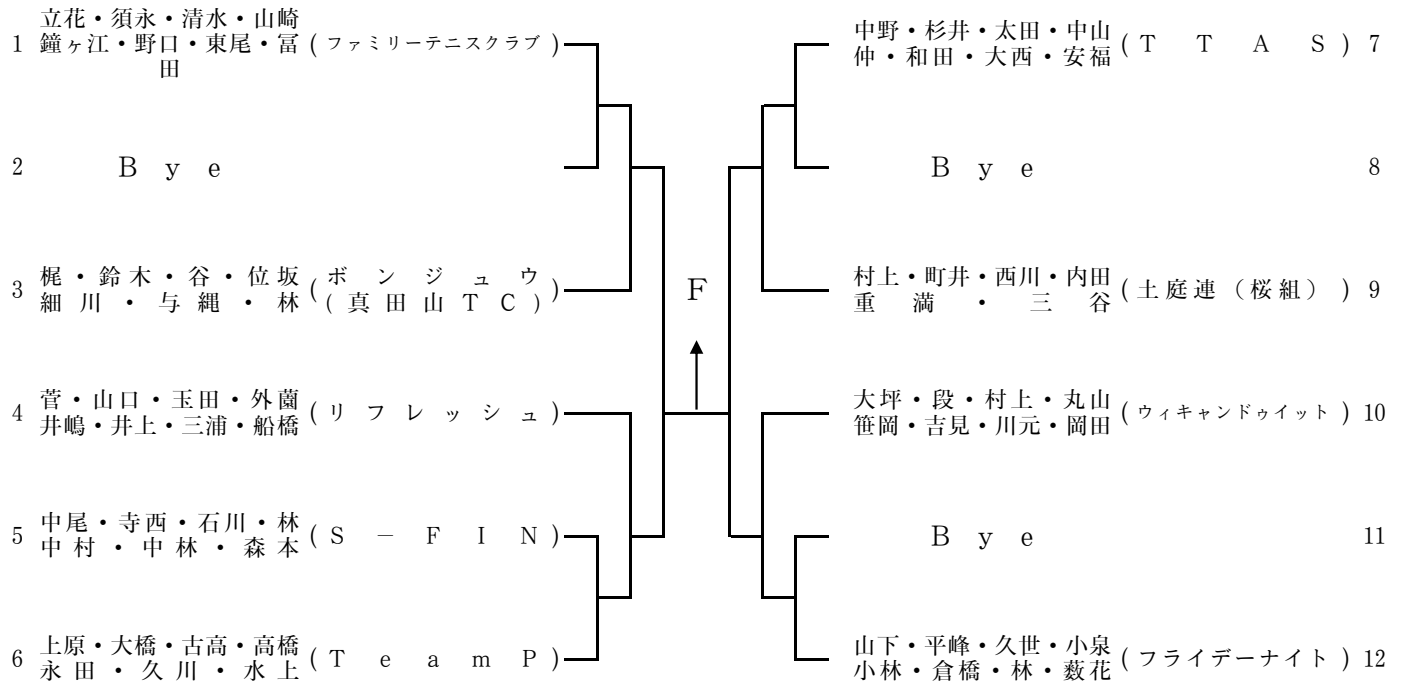 立花・須永・清水・山崎
1 鐘ヶ江・野口・東尾・冨 (ファミリーテニスクラブ)
田
2 Bye
3 梶・鈴木・谷・位坂 (ボンジュウ)
細川・与縄・林 (真田山TC)
4 菅・山口・玉田・外薗 (リフレッシュ)
井嶋・井上・三浦・船橋
5 中尾・寺西・石川・林 (S－FIN)
中村・中林・森本
6 上原・大橋・古高・高橋 (TeamP)
永田・久川・水上
F
中野・杉井・太田・中山 (TTAS) 7
仲・和田・大西・安福
Bye 8
村上・町井・西川・内田 (土庭連（桜組）) 9
重満・三谷
大坪・段・村上・丸山 (ウィキャンドゥイット) 10
笹岡・吉見・川元・岡田
Bye 11
山下・平峰・久世・小泉 (フライデーナイト) 12
小林・倉橋・林・薮花